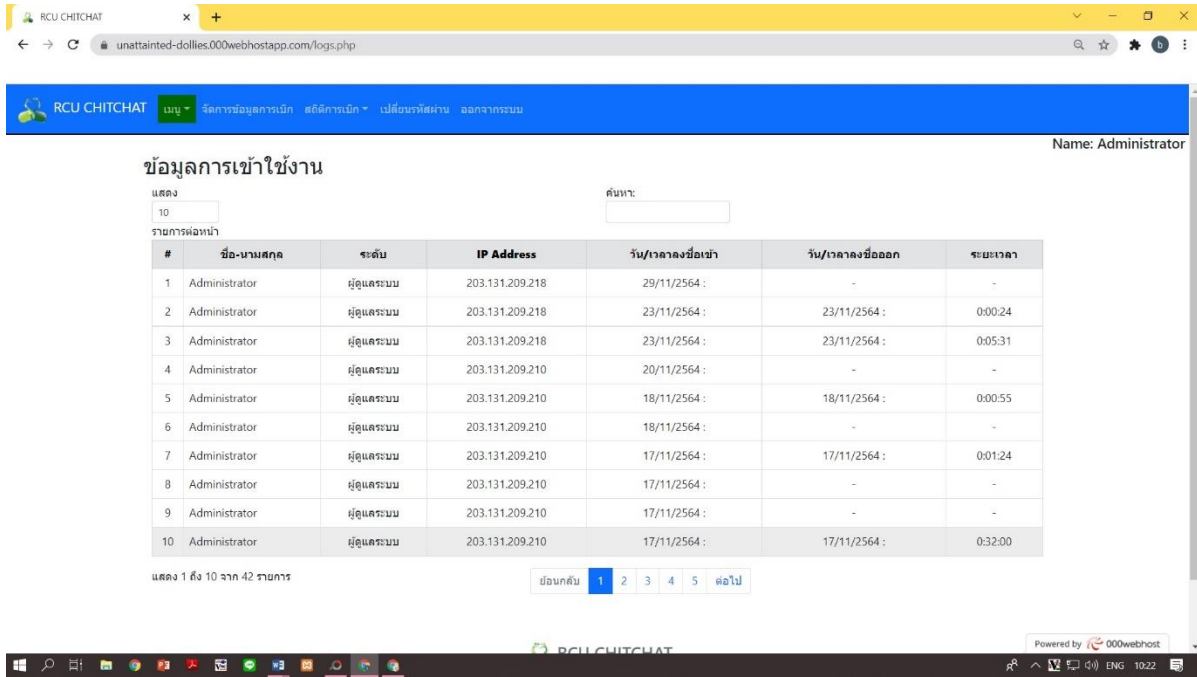 RCU CHITCHAT
unattainted-dollies.000webhostapp.com/logs.php
b
RCU CHITCHAT เมนู จัดการข้อมูลการเบิก สถิติการเบิก เปลี่ยนรหัสผ่าน ออกจากระบบ
Name: Administrator
ข้อมูลการเข้าใช้งาน
แสดง ค้นหา:
10
รายการต่อหน้า
# ชื่อ-นามสกุล ระดับ IP Address วัน/เวลาลงชื่อเข้า วัน/เวลาลงชื่อออก ระยะเวลา
1 Administrator ผู้ดูแลระบบ 203.131.209.218 29/11/2564 : - -
2 Administrator ผู้ดูแลระบบ 203.131.209.218 23/11/2564 : 23/11/2564 : 0:00:24
3 Administrator ผู้ดูแลระบบ 203.131.209.218 23/11/2564 : 23/11/2564 : 0:05:31
4 Administrator ผู้ดูแลระบบ 203.131.209.210 20/11/2564 : - -
5 Administrator ผู้ดูแลระบบ 203.131.209.210 18/11/2564 : 18/11/2564 : 0:00:55
6 Administrator ผู้ดูแลระบบ 203.131.209.210 18/11/2564 : - -
7 Administrator ผู้ดูแลระบบ 203.131.209.210 17/11/2564 : 17/11/2564 : 0:01:24
8 Administrator ผู้ดูแลระบบ 203.131.209.210 17/11/2564 : - -
9 Administrator ผู้ดูแลระบบ 203.131.209.210 17/11/2564 : - -
10 Administrator ผู้ดูแลระบบ 203.131.209.210 17/11/2564 : 17/11/2564 : 0:32:00
แสดง 1 ถึง 10 จาก 42 รายการ ย้อนกลับ 1 2 3 4 5 ต่อไป
RCU CHITCHAT
Powered by 000webhost
ENG 10:22